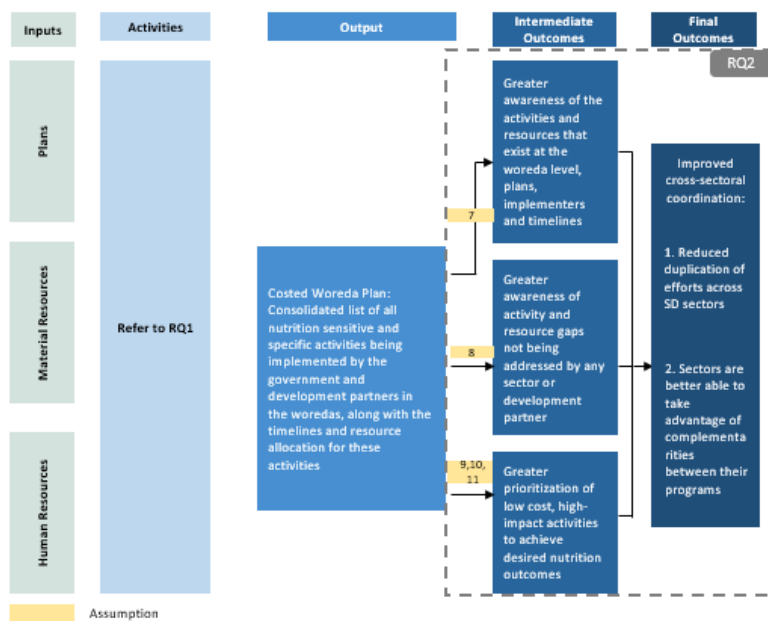 Inputs
Activities
Output
Intermediate
Outcomes
Final
Outcomes
RQ2
Plans
Material Resources
Human Resources
Refer to RQ1
Costed Woreda Plan:
Consolidated list of all
nutrition sensitive and
specific activities being
implemented by the
government and
development partners in
the woredas, along with the
timelines and resource
allocation for these
activities
7
8
9,10,
11
Greater
awareness of the
activities and
resources that
exist at the
woreda level,
plans,
implementers
and timelines
Greater
awareness of
activity and
resource gaps
not being
addressed by any
sector or
development
partner
Greater
prioritization of
low cost, high-
impact activities
to achieve
desired nutrition
outcomes
Improved
cross-sectoral
coordination:
1. Reduced
duplication of
efforts across
SD sectors
2. Sectors are
better able to
take
advantage of
complementa
rities
between their
programs
Assumption